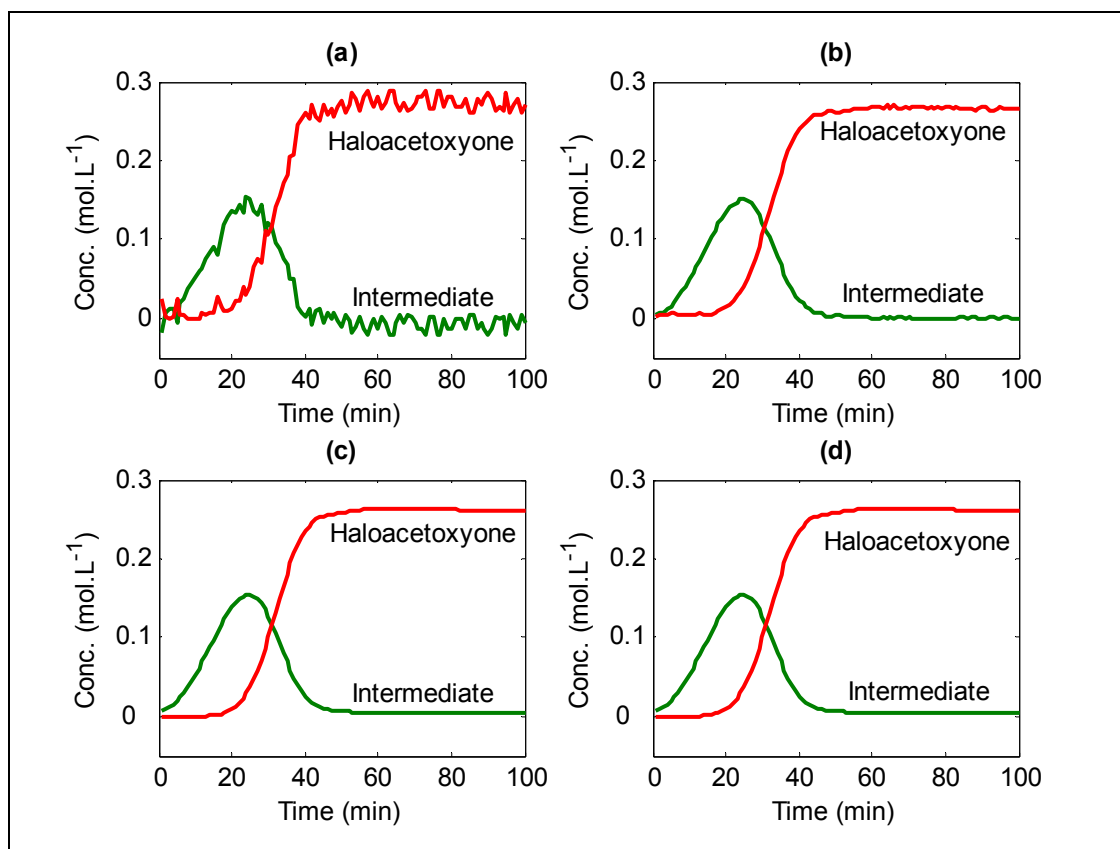 (a)
Conc. (mol.L⁻¹)
0.3
0.2
0.1
0
Haloacetoxyone
Intermediate
0 20 40 60 80 100
Time (min)
(b)
Conc. (mol.L⁻¹)
0.3
0.2
0.1
0
Haloacetoxyone
Intermediate
0 20 40 60 80 100
Time (min)
(c)
Conc. (mol.L⁻¹)
0.3
0.2
0.1
0
Haloacetoxyone
Intermediate
0 20 40 60 80 100
Time (min)
(d)
Conc. (mol.L⁻¹)
0.3
0.2
0.1
0
Haloacetoxyone
Intermediate
0 20 40 60 80 100
Time (min)